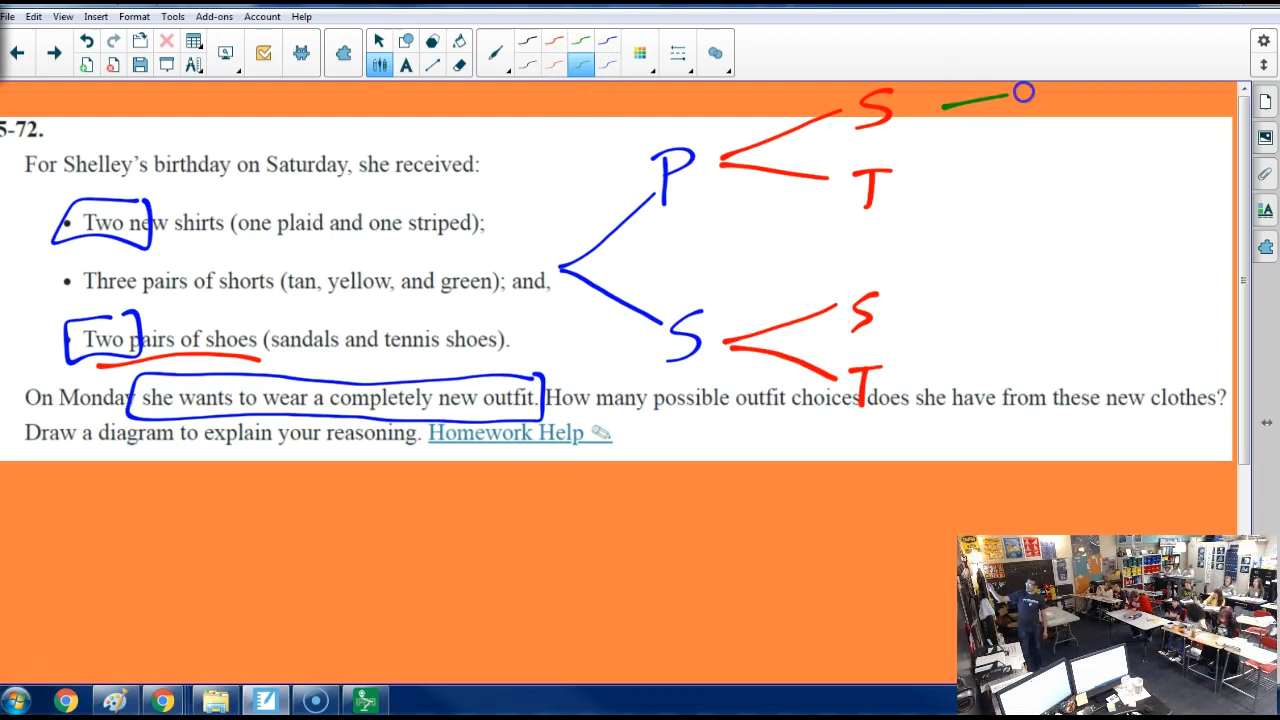 File Edit View Insert Format Tools Add-ons Account Help
5-72.
For Shelley’s birthday on Saturday, she received:
• Two new shirts (one plaid and one striped);
• Three pairs of shorts (tan, yellow, and green); and,
• Two pairs of shoes (sandals and tennis shoes).
On Monday she wants to wear a completely new outfit. How many possible outfit choices does she have from these new clothes?
Draw a diagram to explain your reasoning. Homework Help
P
S
S
T
S
T